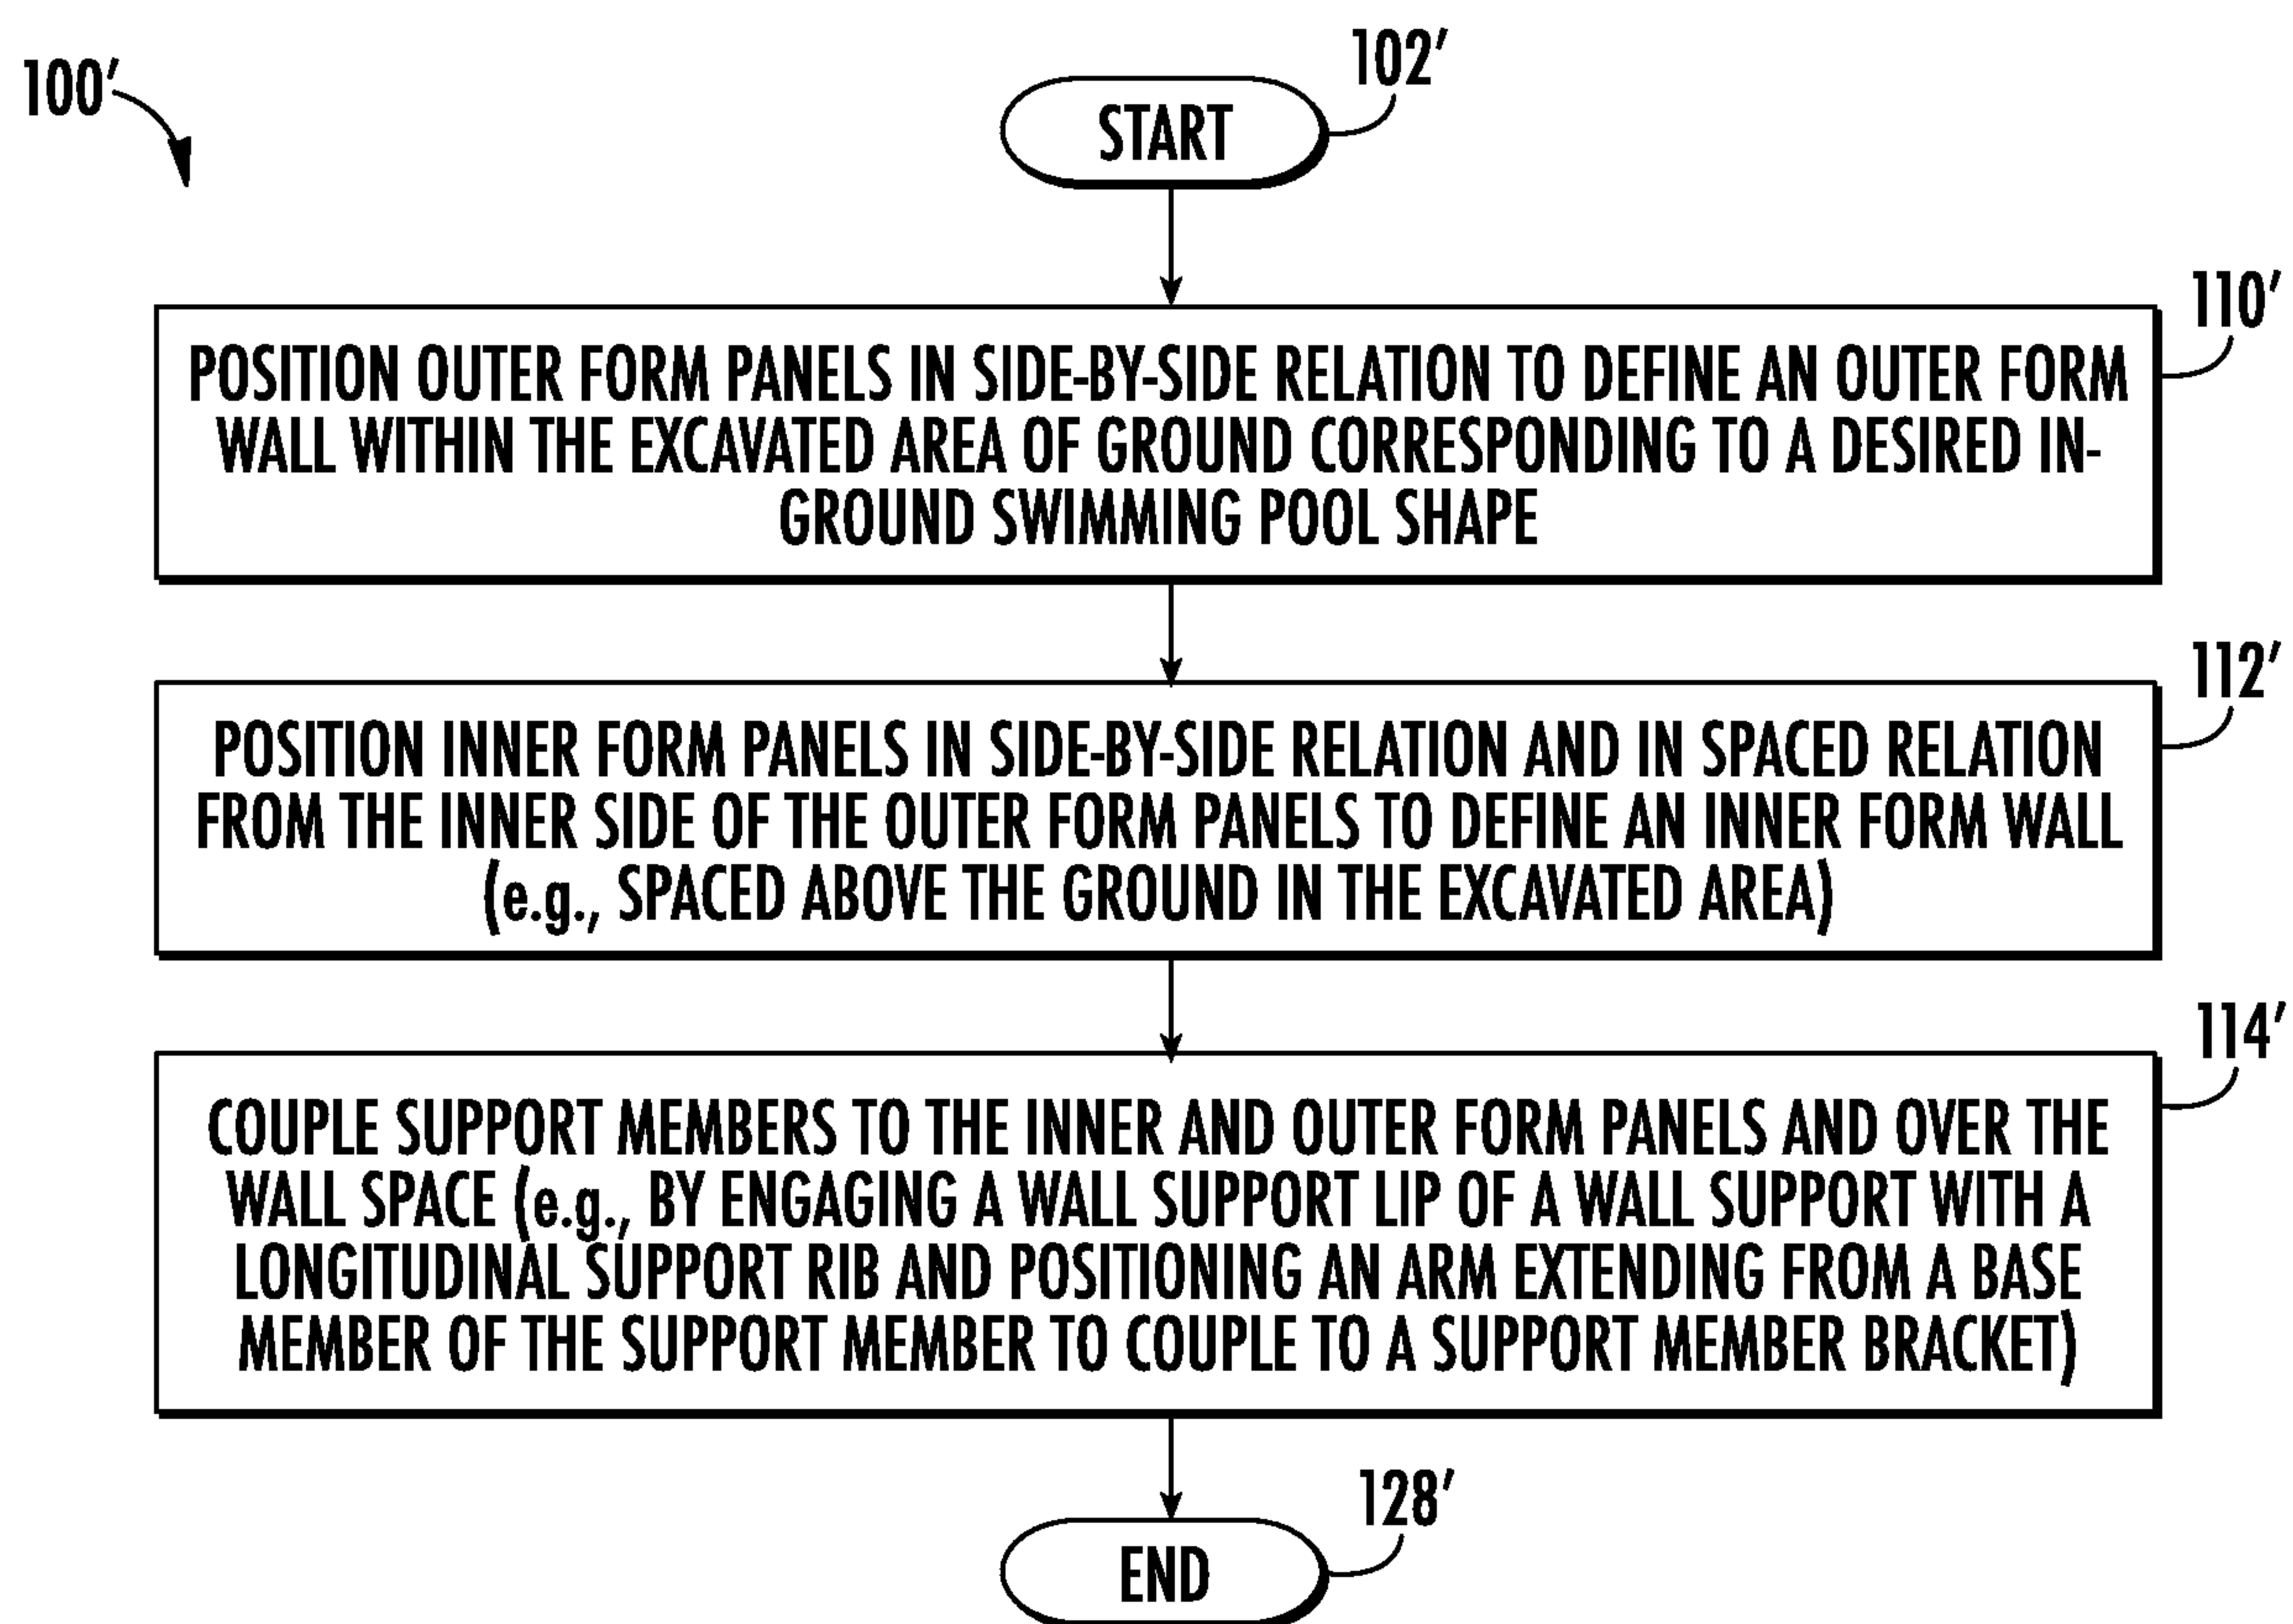 100′
102′
START
110′
POSITION OUTER FORM PANELS IN SIDE-BY-SIDE RELATION TO DEFINE AN OUTER FORM
WALL WITHIN THE EXCAVATED AREA OF GROUND CORRESPONDING TO A DESIRED IN-
GROUND SWIMMING POOL SHAPE
112′
POSITION INNER FORM PANELS IN SIDE-BY-SIDE RELATION AND IN SPACED RELATION
FROM THE INNER SIDE OF THE OUTER FORM PANELS TO DEFINE AN INNER FORM WALL
(e.g., SPACED ABOVE THE GROUND IN THE EXCAVATED AREA)
114′
COUPLE SUPPORT MEMBERS TO THE INNER AND OUTER FORM PANELS AND OVER THE
WALL SPACE (e.g., BY ENGAGING A WALL SUPPORT LIP OF A WALL SUPPORT WITH A
LONGITUDINAL SUPPORT RIB AND POSITIONING AN ARM EXTENDING FROM A BASE
MEMBER OF THE SUPPORT MEMBER TO COUPLE TO A SUPPORT MEMBER BRACKET)
128′
END